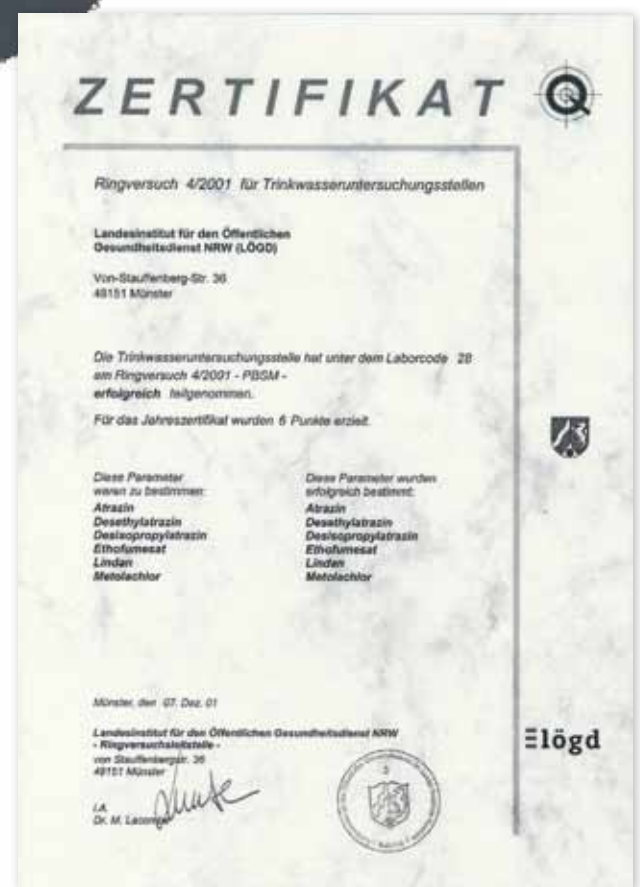 ZERTIFIKAT
Q
Ringversuch 4/2001 für Trinkwasseruntersuchungsstellen
Landesinstitut für den Öffentlichen
Gesundheitsdienst NRW (LÖGD)
Von-Stauffenberg-Str. 36
48151 Münster
Die Trinkwasseruntersuchungsstelle hat unter dem Laborcode 28
am Ringversuch 4/2001 - PBSM -
erfolgreich teilgenommen.
Für das Jahreszertifikat wurden 6 Punkte erzielt.
Diese Parameter
waren zu bestimmen:
Atrazin
Desethylatrazin
Desisopropylatrazin
Ethofumesat
Lindan
Metolachlor
Diese Parameter wurden
erfolgreich bestimmt:
Atrazin
Desethylatrazin
Desisopropylatrazin
Ethofumesat
Lindan
Metolachlor
Münster, den 07. Dez. 01
Landesinstitut für den Öffentlichen Gesundheitsdienst NRW
- Ringversuchsleitstelle -
von Stauffenbergstr. 36
48151 Münster
i.A.
Dr. M.
lögd